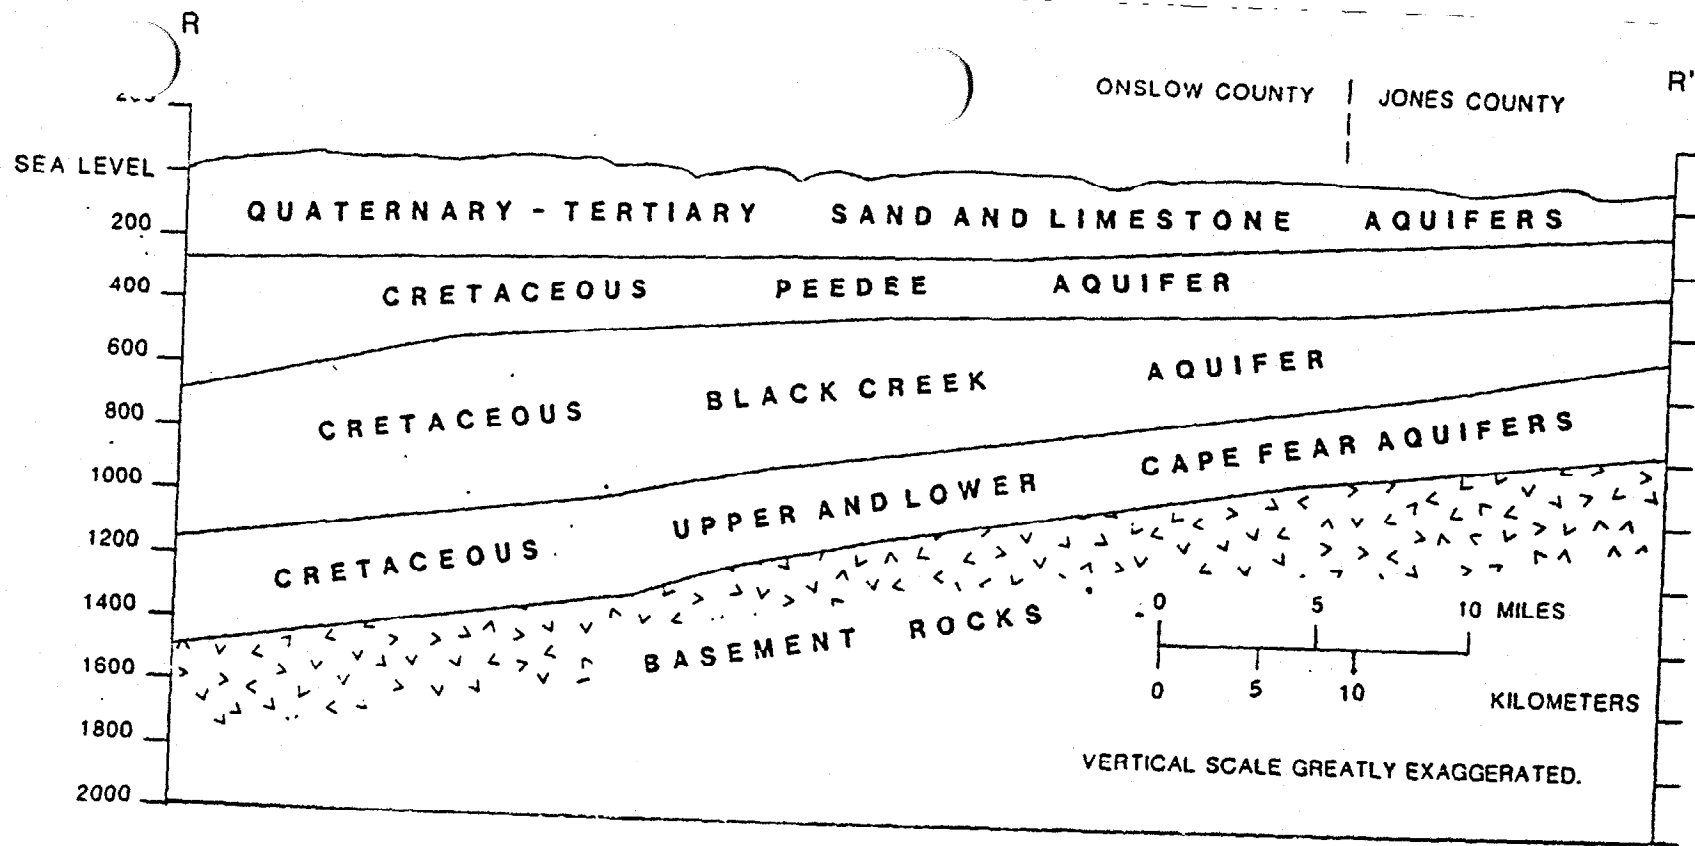 R
R'
ONSLOW COUNTY | JONES COUNTY
SEA LEVEL
QUATERNARY - TERTIARY SAND AND LIMESTONE AQUIFERS
200
CRETACEOUS PEEDEE AQUIFER
400
600
CRETACEOUS BLACK CREEK AQUIFER
800
1000
CRETACEOUS UPPER AND LOWER CAPE FEAR AQUIFERS
1200
1400
BASEMENT ROCKS
1600
1800
2000
0 5 10 MILES
0 5 10 KILOMETERS
VERTICAL SCALE GREATLY EXAGGERATED.